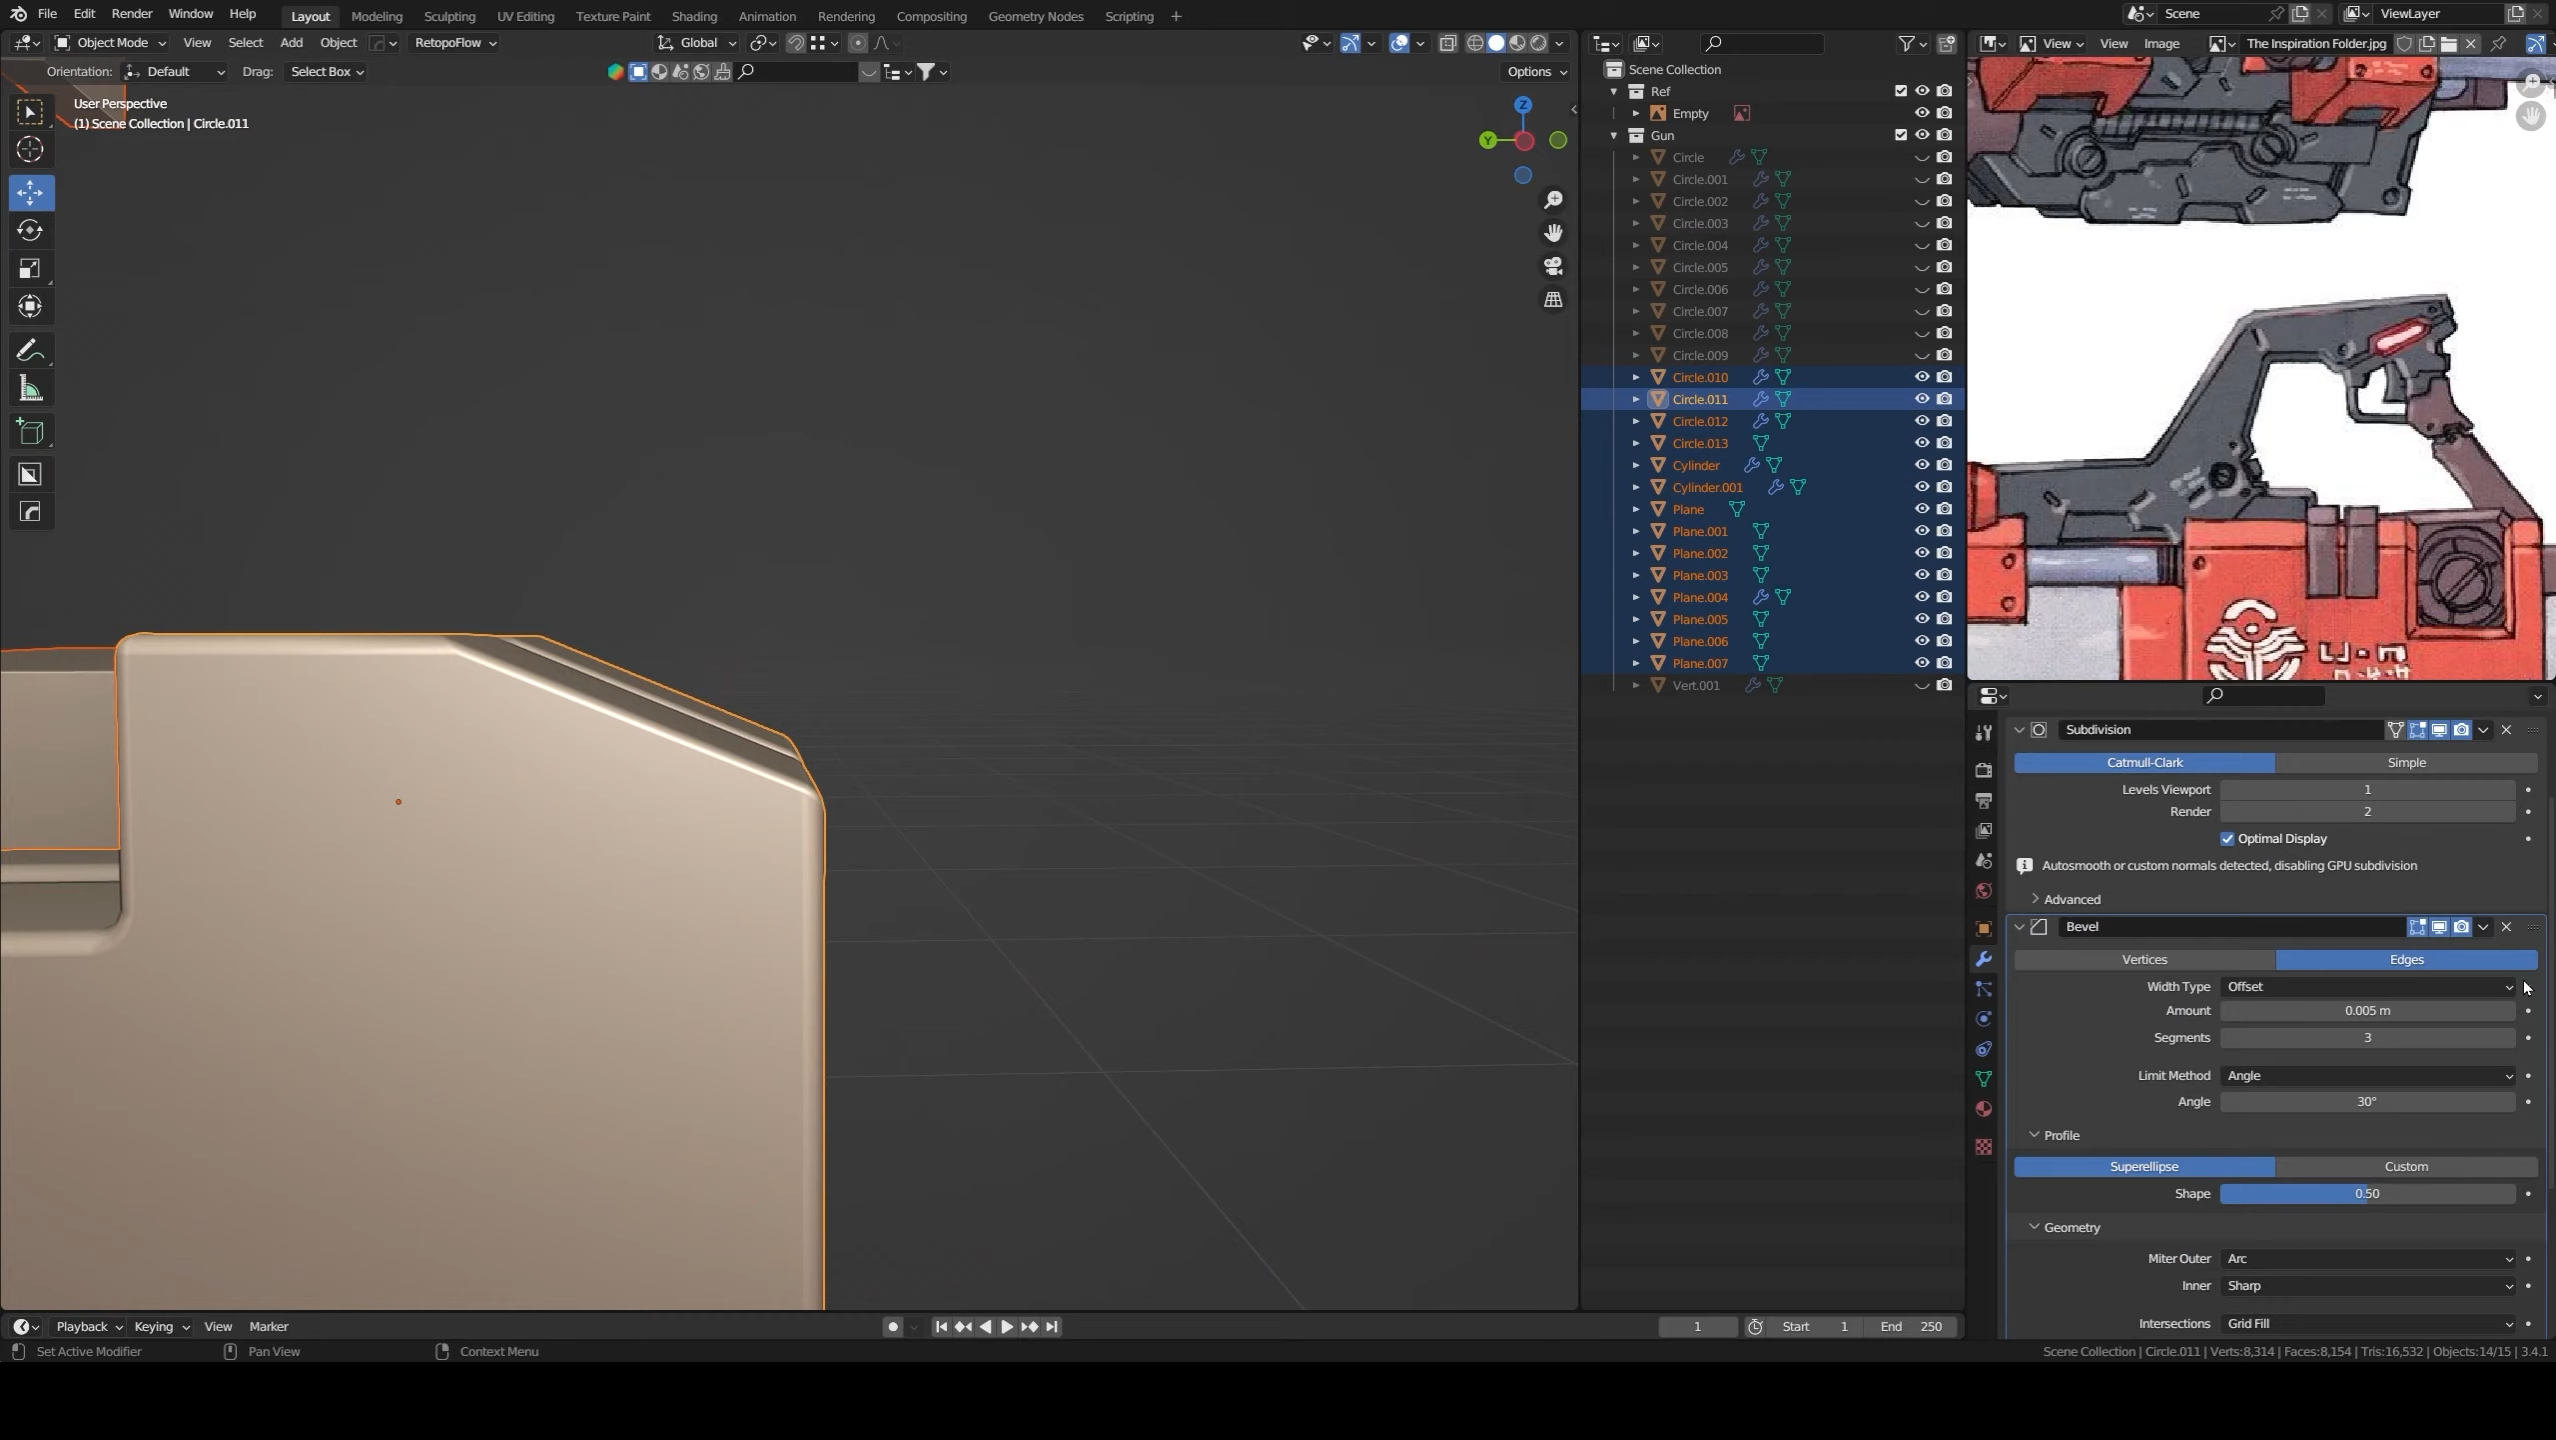 File Edit Render Window Help Layout Modeling Sculpting UV Editing Texture Paint Shading Animation Rendering Compositing Geometry Nodes Scripting + Scene ViewLayer
Object Mode View Select Add Object RetopoFlow Global View View Image The Inspiration Folder.jpg
Orientation: Default Drag: Select Box Options
User Perspective
(1) Scene Collection | Circle.011
Z
Y
Scene Collection
Ref
Empty
Gun
Circle
Circle.001
Circle.002
Circle.003
Circle.004
Circle.005
Circle.006
Circle.007
Circle.008
Circle.009
Circle.010
Circle.011
Circle.012
Circle.013
Cylinder
Cylinder.001
Plane
Plane.001
Plane.002
Plane.003
Plane.004
Plane.005
Plane.006
Plane.007
Vert.001
Subdivision
Catmull-Clark Simple
Levels Viewport 1
Render 2
Optimal Display
Autosmooth or custom normals detected, disabling GPU subdivision
Advanced
Bevel
Vertices Edges
Width Type Offset
Amount 0.005 m
Segments 3
Limit Method Angle
Angle 30°
Profile
Superellipse Custom
Shape 0.50
Geometry
Miter Outer Arc
Inner Sharp
Intersections Grid Fill
Playback Keying View Marker 1 Start 1 End 250
Set Active Modifier Pan View Context Menu Scene Collection | Circle.011 | Verts:8,314 | Faces:8,154 | Tris:16,532 | Objects:14/15 | 3.4.1